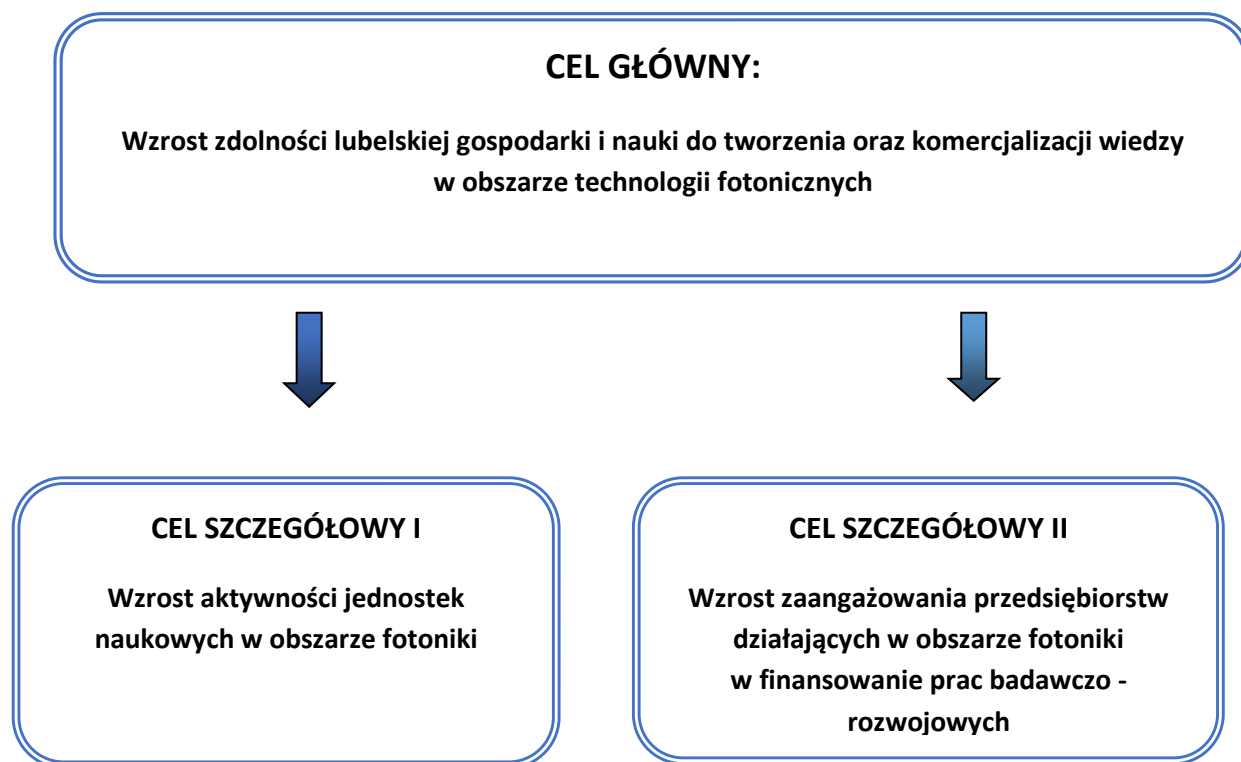 CEL GŁÓWNY:
Wzrost zdolności lubelskiej gospodarki i nauki do tworzenia oraz komercjalizacji wiedzy
w obszarze technologii fotonicznych
CEL SZCZEGÓŁOWY I
Wzrost aktywności jednostek
naukowych w obszarze fotoniki
CEL SZCZEGÓŁOWY II
Wzrost zaangażowania przedsiębiorstw
działających w obszarze fotoniki
w finansowanie prac badawczo -
rozwojowych